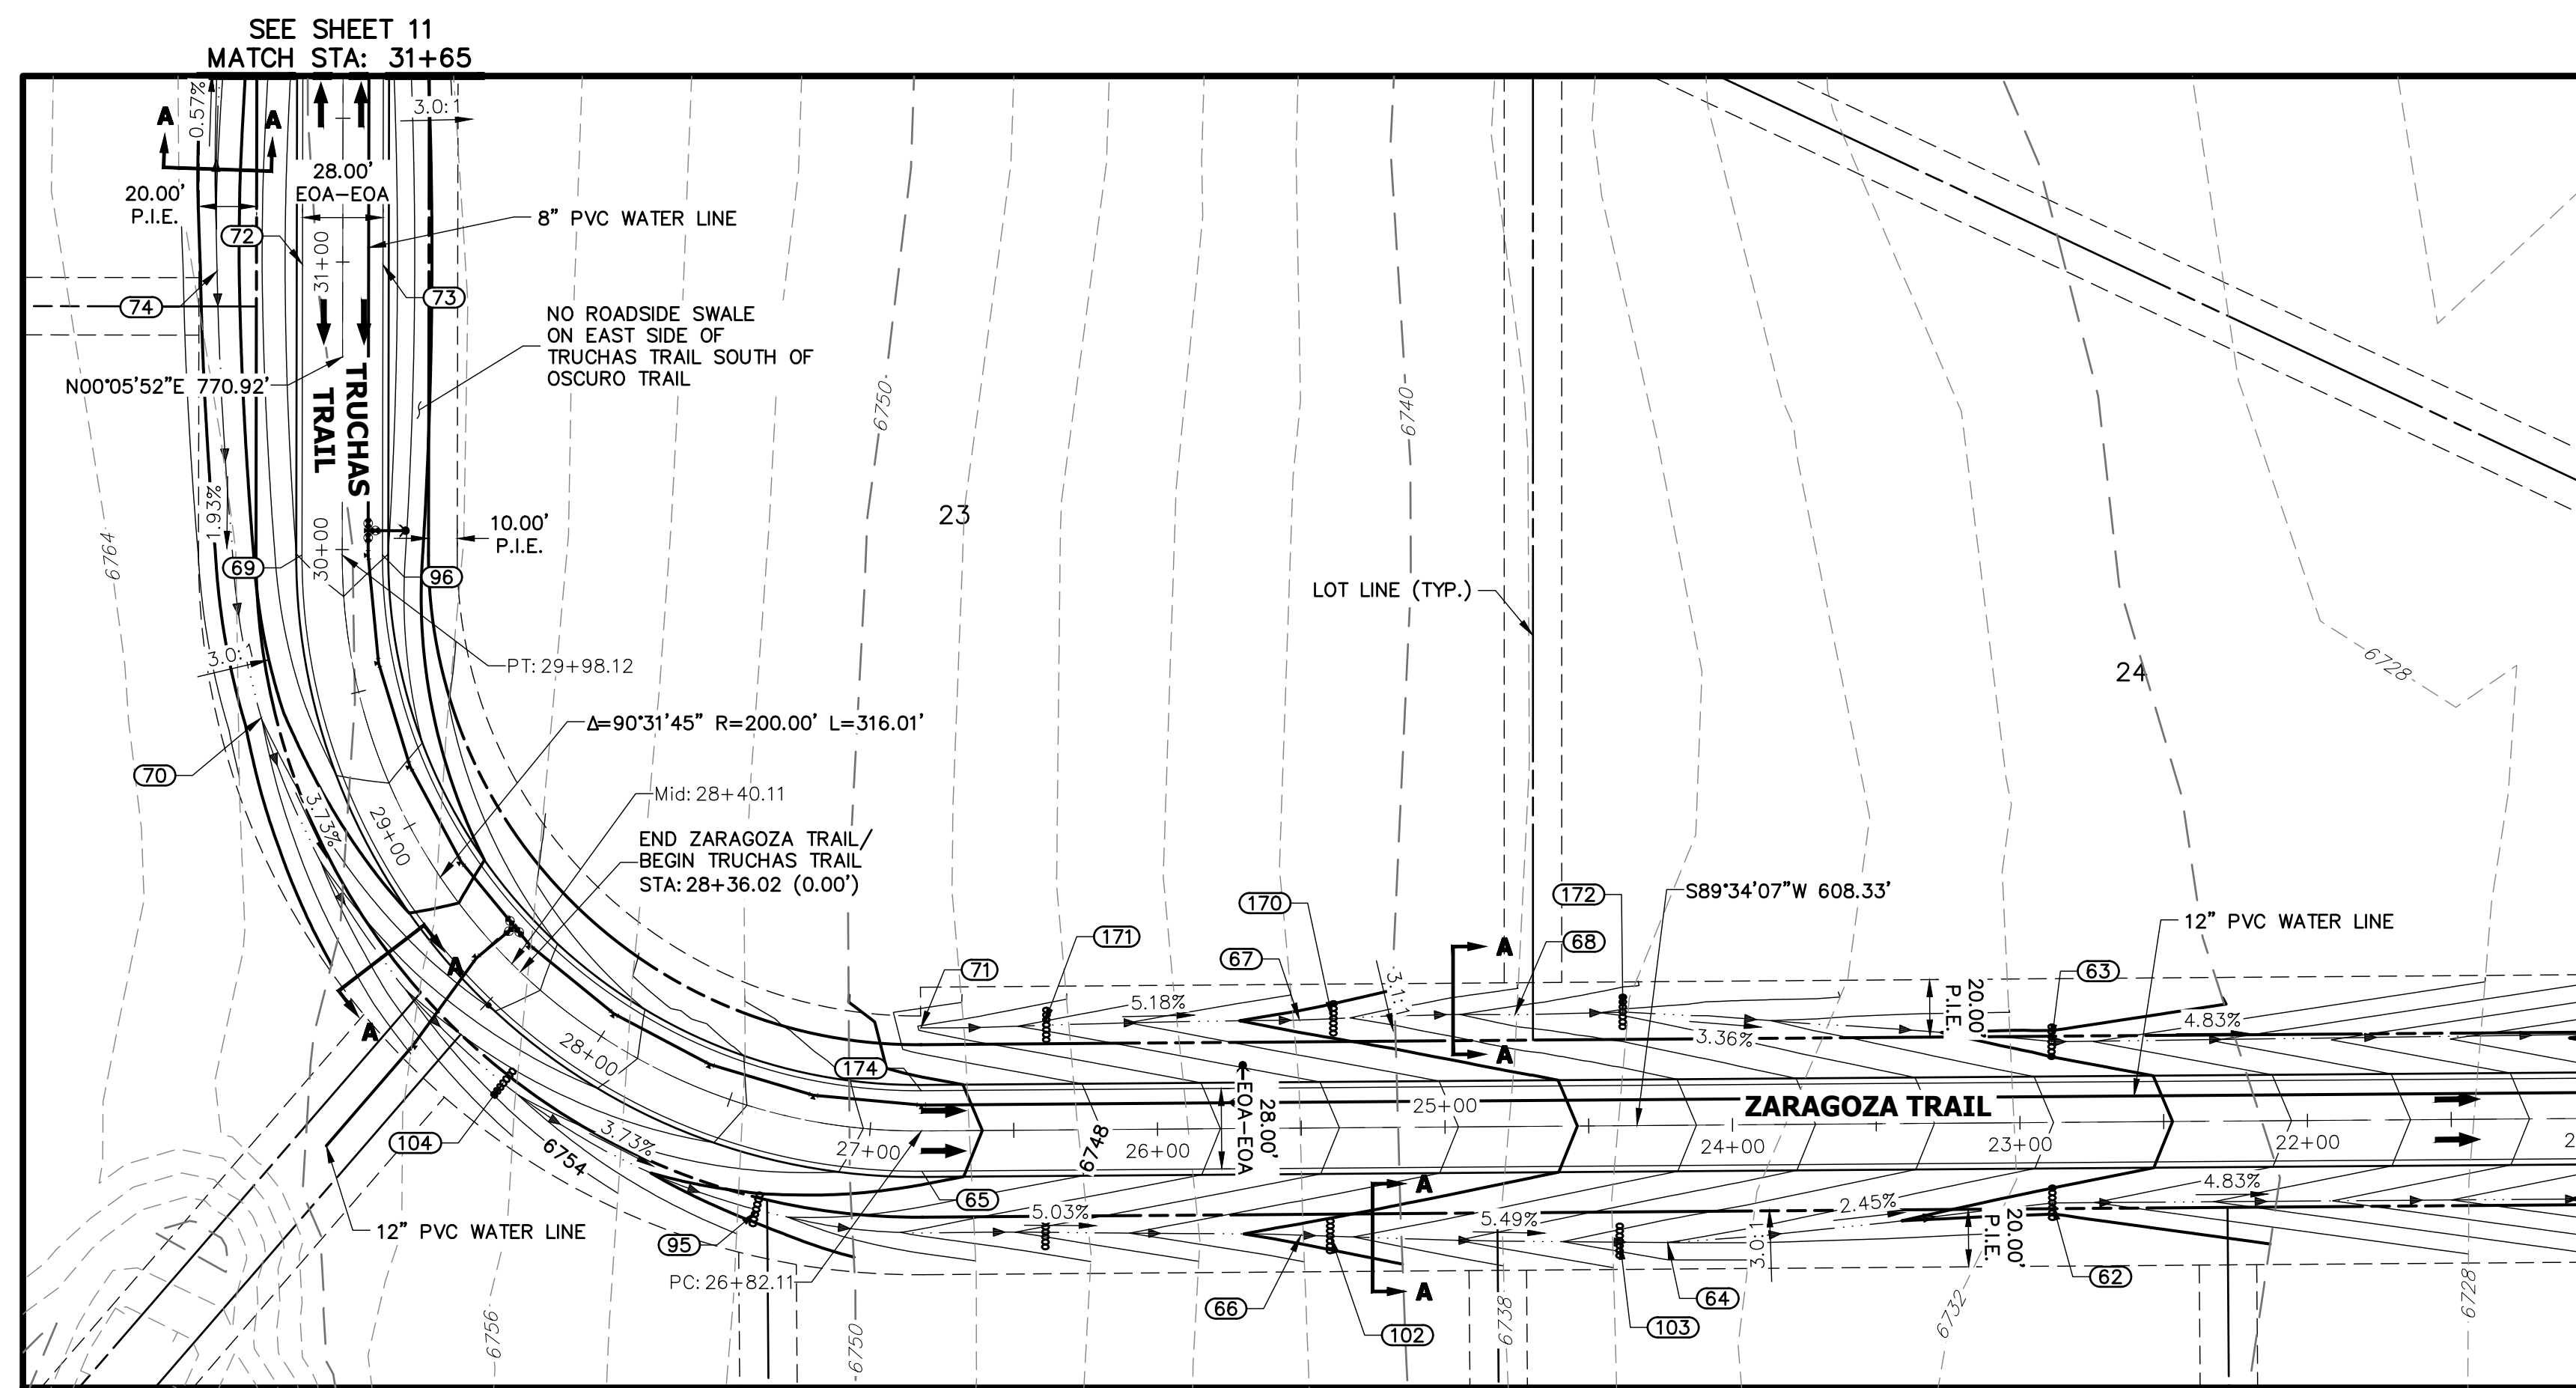 SEE SHEET 11
MATCH STA: 31+65
0.57%
A
A
3.0:1
28.00'
EOA-EOA
20.00'
P.I.E.
8" PVC WATER LINE
72
31+00
73
74
NO ROADSIDE SWALE
ON EAST SIDE OF
TRUCHAS TRAIL SOUTH OF
OSCURO TRAIL
N00°05'52"E 770.92'
TRUCHAS
TRAIL
6750
6740
1.93%
6764
23
10.00'
P.I.E.
30+00
69
96
LOT LINE (TYP.)
3.0:1
PT: 29+98.12
24
6728
Δ=90°31'45" R=200.00' L=316.01'
70
Mid: 28+40.11
3.73%
29+00
END ZARAGOZA TRAIL/
BEGIN TRUCHAS TRAIL
STA: 28+36.02 (0.00')
172
S89°34'07"W 608.33'
170
12" PVC WATER LINE
171
68
A
67
71
63
A
3.1:1
5.18%
20.00'
P.I.E.
4.83%
A
3.36%
A
28+00
174
EOA-EOA
28.00'
25+00
ZARAGOZA TRAIL
104
3.73%
6754
27+00
6748
26+00
24+00
23+00
22+00
2
A
65
4.83%
5.03%
5.49%
2.45%
12" PVC WATER LINE
95
3.0:1
20.00'
P.I.E.
PC: 26+82.11
62
A
66
64
102
103
6756
6750
6738
6732
6728